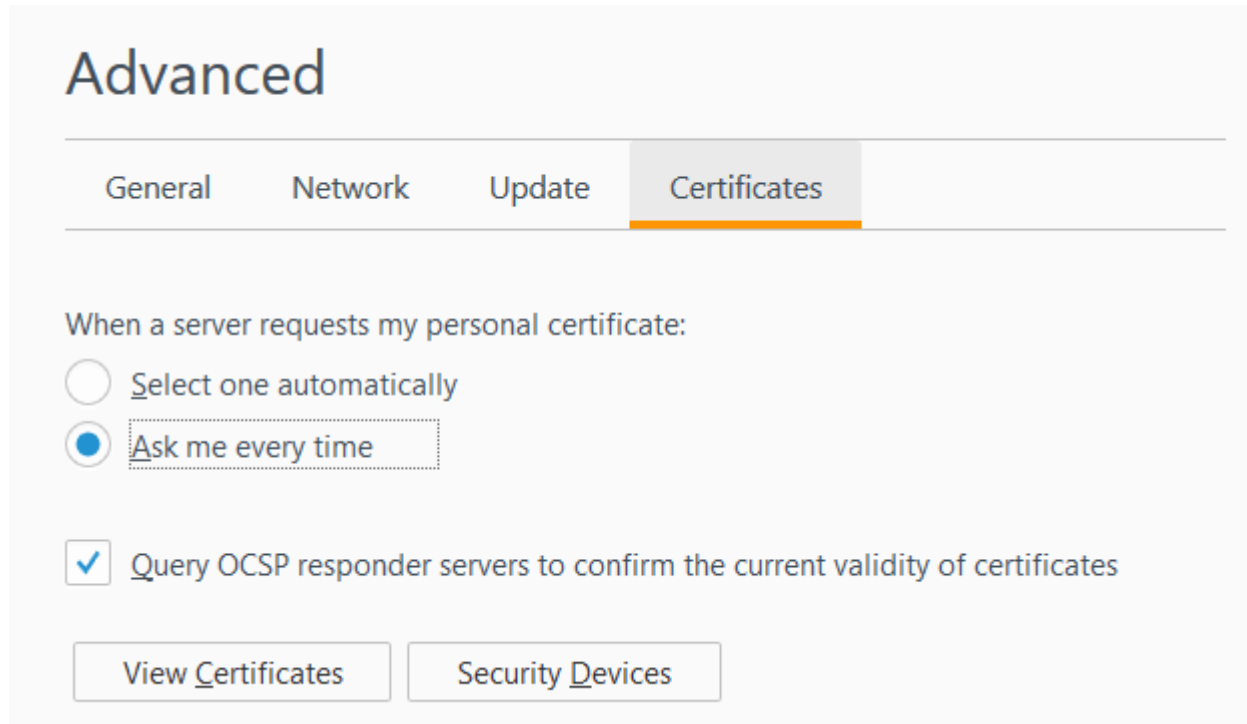 Advanced
General Network Update Certificates
When a server requests my personal certificate:
Select one automatically
Ask me every time
Query OCSP responder servers to confirm the current validity of certificates
View Certificates Security Devices